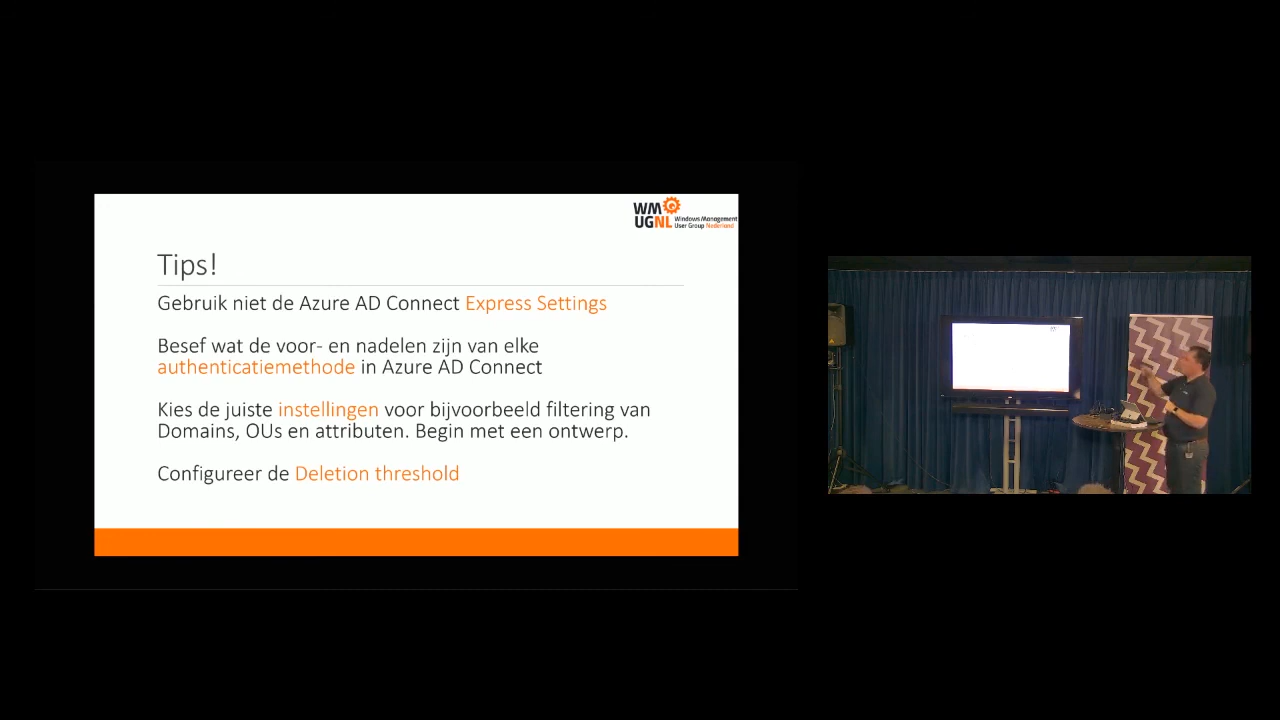 WM
UGNL
Windows Management
User Group Nederland
Tips!
Gebruik niet de Azure AD Connect Express Settings
Besef wat de voor- en nadelen zijn van elke
authenticatiemethode in Azure AD Connect
Kies de juiste instellingen voor bijvoorbeeld filtering van
Domains, OUs en attributen. Begin met een ontwerp.
Configureer de Deletion threshold